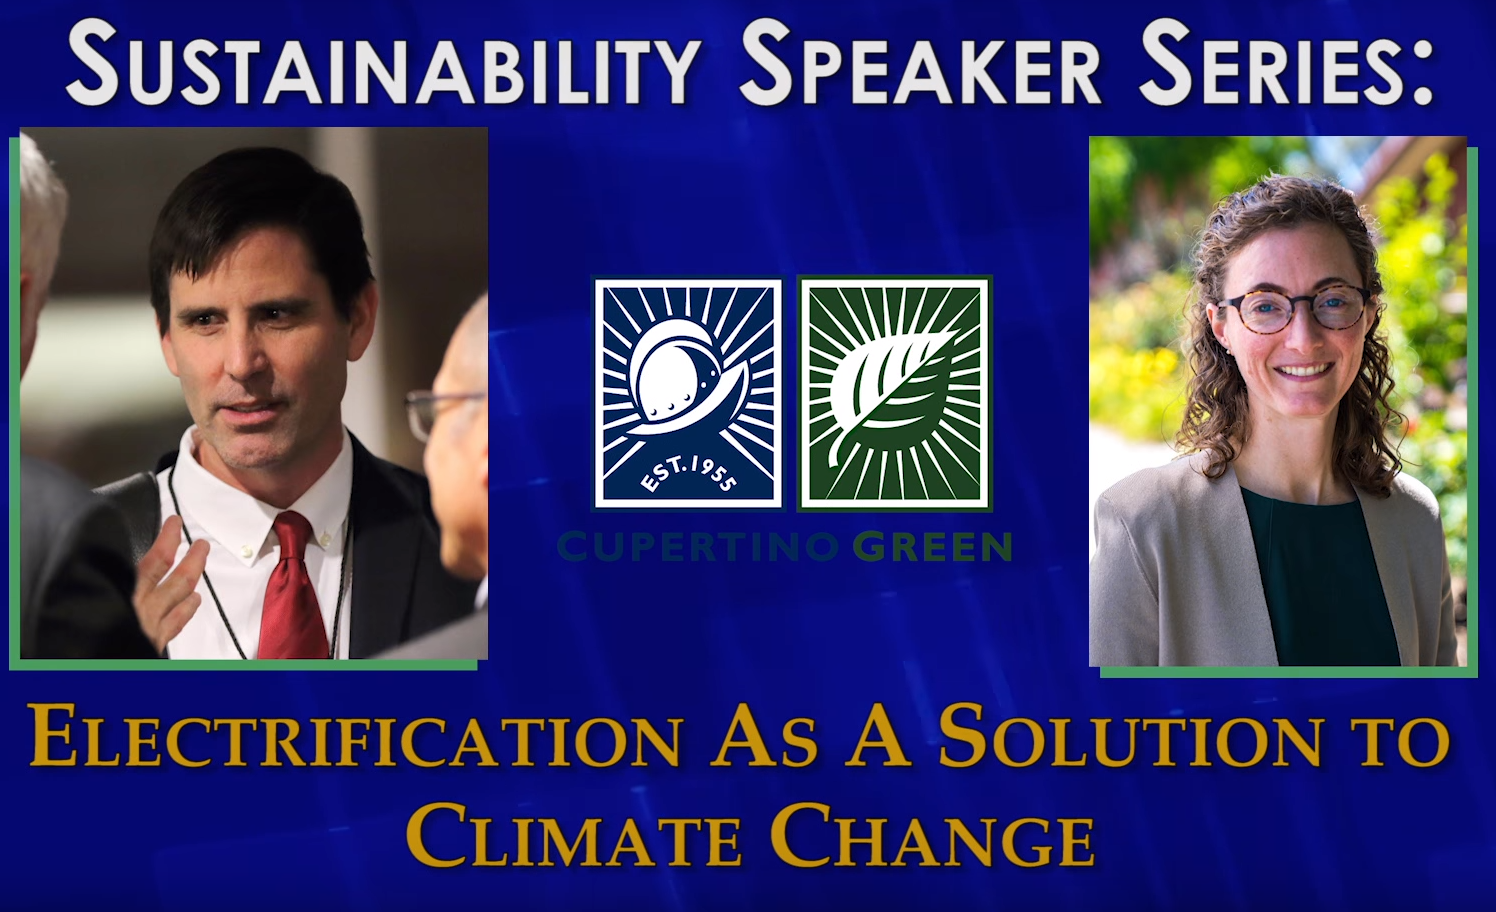 SUSTAINABILITY SPEAKER SERIES:
EST. 1955
CUPERTINO GREEN
ELECTRIFICATION AS A SOLUTION TO
CLIMATE CHANGE